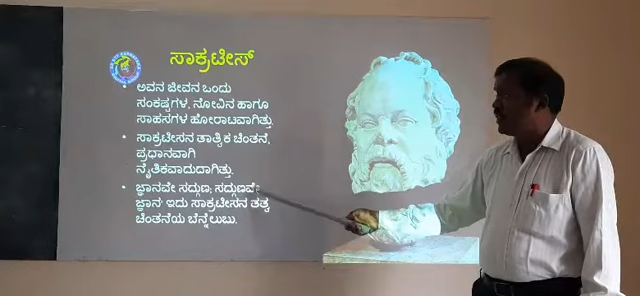 ಸಾಕ್ರಟೀಸ್
• ಅವನ ಜೀವನ ಒಂದು
ಸಂಕಷ್ಟಗಳ, ನೋವಿನ ಹಾಗೂ
ಸಾಹಸಗಳ ಹೋರಾಟವಾಗಿತ್ತು.
• ಸಾಕ್ರಟೀಸನ ತಾತ್ವಿಕ ಚಿಂತನೆ,
ಪ್ರಧಾನವಾಗಿ
ನೈತಿಕವಾದುದಾಗಿತ್ತು.
• 'ಜ್ಞಾನವೇ ಸದ್ಗುಣ; ಸದ್ಗುಣವೇ
ಜ್ಞಾನ' ಇದು ಸಾಕ್ರಟೀಸನ ತತ್ವ
ಚಿಂತನೆಯ ಬೆನ್ನೆಲುಬು.